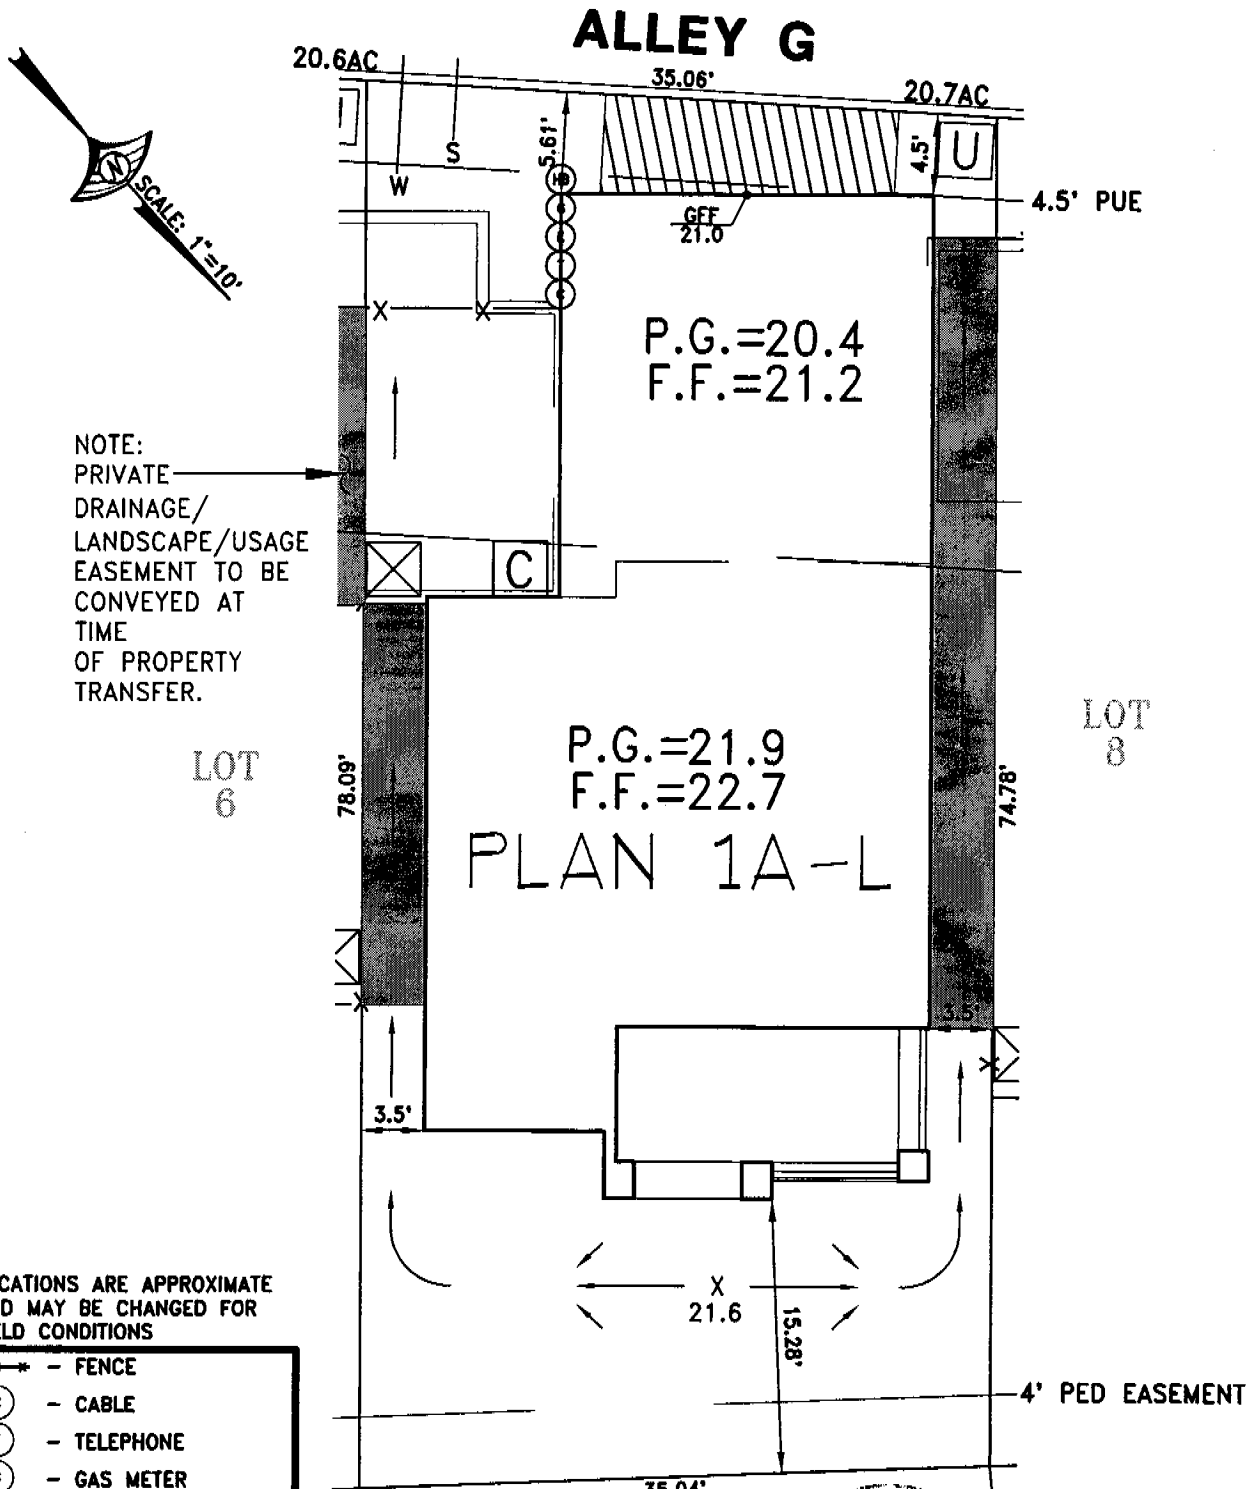 ALLEY G
20.6AC
35.06'
20.7AC
N
SCALE: 1"=10'
5.61'
4.5'
U
S
W
HB
4.5' PUE
GFF
21.0
X
X
P.G.=20.4
F.F.=21.2
NOTE:
PRIVATE
DRAINAGE/
LANDSCAPE/USAGE
EASEMENT TO BE
CONVEYED AT
TIME
OF PROPERTY
TRANSFER.
C
LOT
6
78.09'
P.G.=21.9
F.F.=22.7
PLAN 1A-L
74.78'
LOT
8
3.5'
3.5'
X
21.6
15.28'
4' PED EASEMENT
CATIONS ARE APPROXIMATE
D MAY BE CHANGED FOR
ELD CONDITIONS
- FENCE
- CABLE
- TELEPHONE
- GAS METER
35.04'